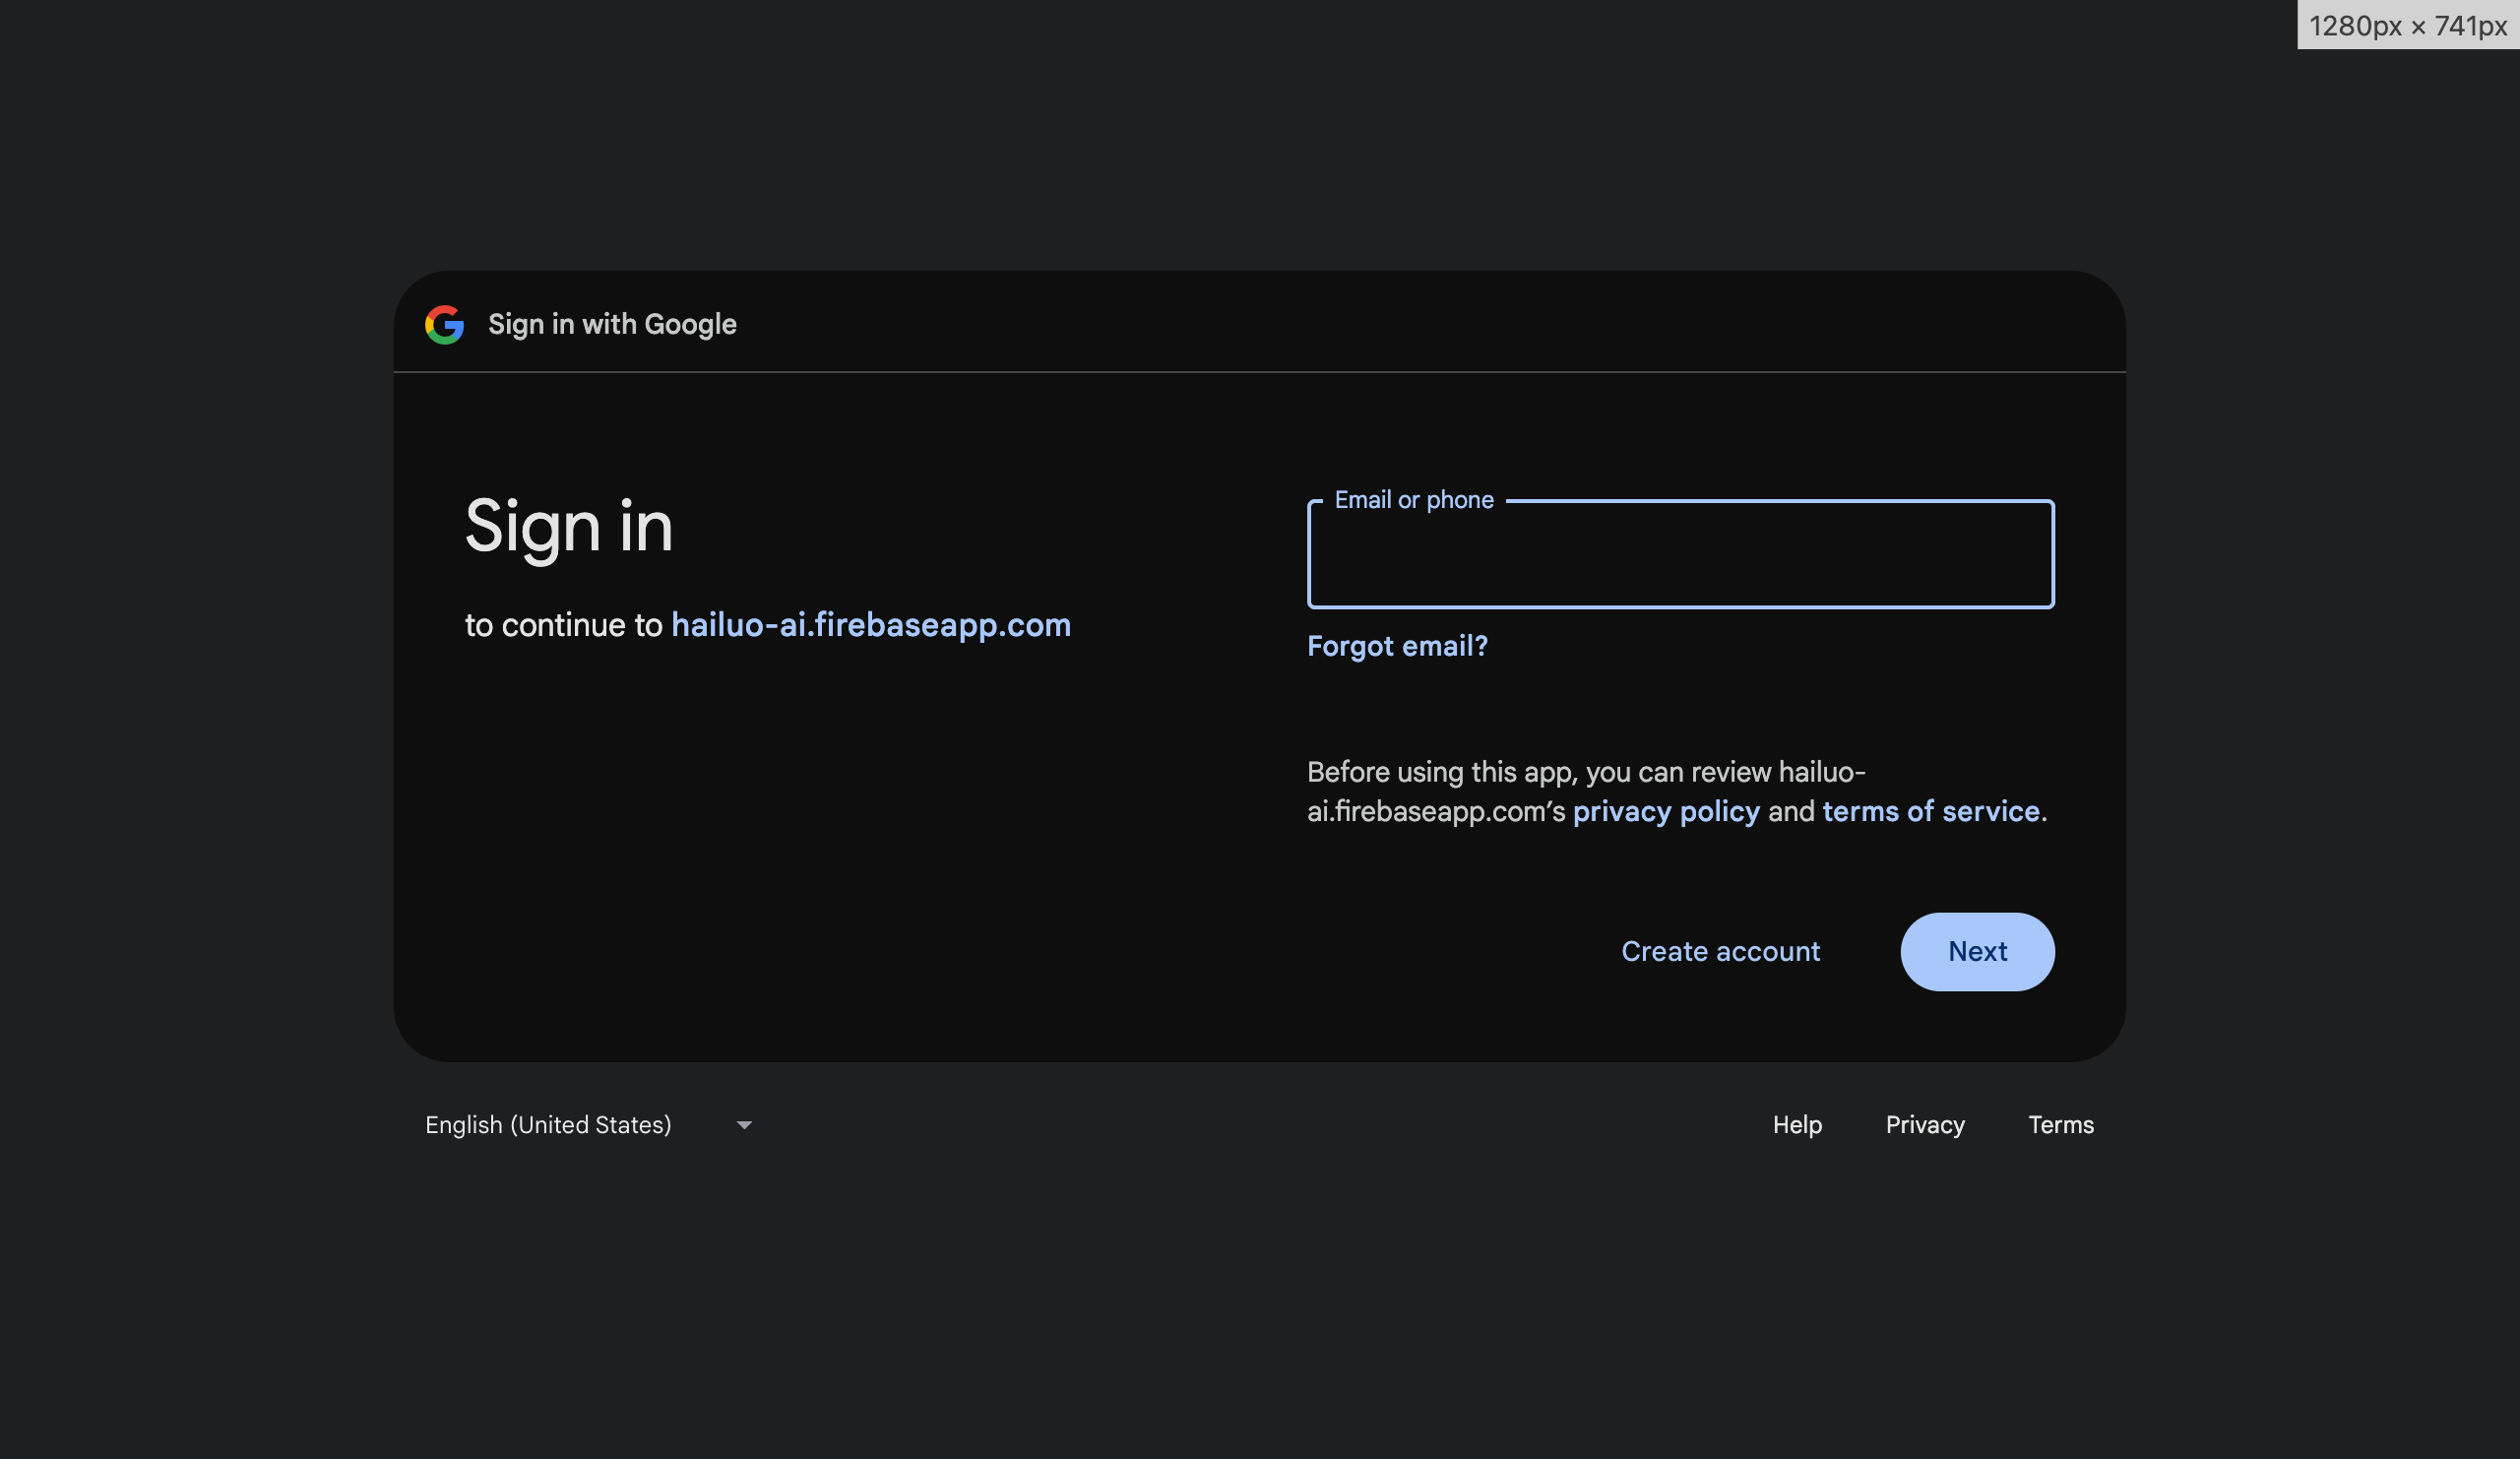 1280px × 741px
Sign in with Google
Sign in
to continue to hailuo-ai.firebaseapp.com
Email or phone
Forgot email?
Before using this app, you can review hailuo-
ai.firebaseapp.com’s privacy policy and terms of service.
Create account
Next
English (United States)
Help
Privacy
Terms